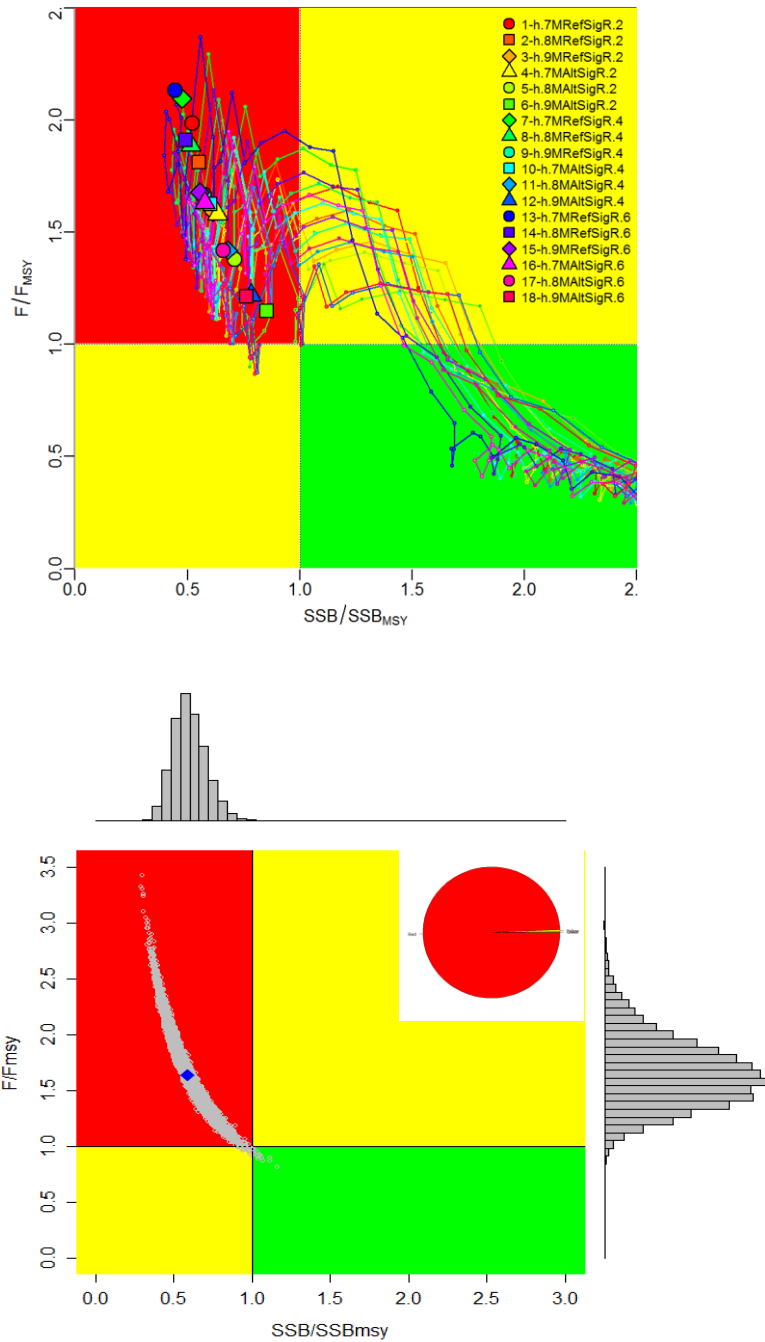 2.
2.0
1.5
1.0
0.5
0.0
F/F_MSY
1-h.7MRefSigR.2
2-h.8MRefSigR.2
3-h.9MRefSigR.2
4-h.7MAltSigR.2
5-h.8MAltSigR.2
6-h.9MAltSigR.2
7-h.7MRefSigR.4
8-h.8MRefSigR.4
9-h.9MRefSigR.4
10-h.7MAltSigR.4
11-h.8MAltSigR.4
12-h.9MAltSigR.4
13-h.7MRefSigR.6
14-h.8MRefSigR.6
15-h.9MRefSigR.6
16-h.7MAltSigR.6
17-h.8MAltSigR.6
18-h.9MAltSigR.6
0.0 0.5 1.0 1.5 2.0 2.
SSB/SSB_MSY
3.5
3.0
2.5
2.0
1.5
1.0
0.5
0.0
F/Fmsy
0.0 0.5 1.0 1.5 2.0 2.5 3.0
SSB/SSBmsy